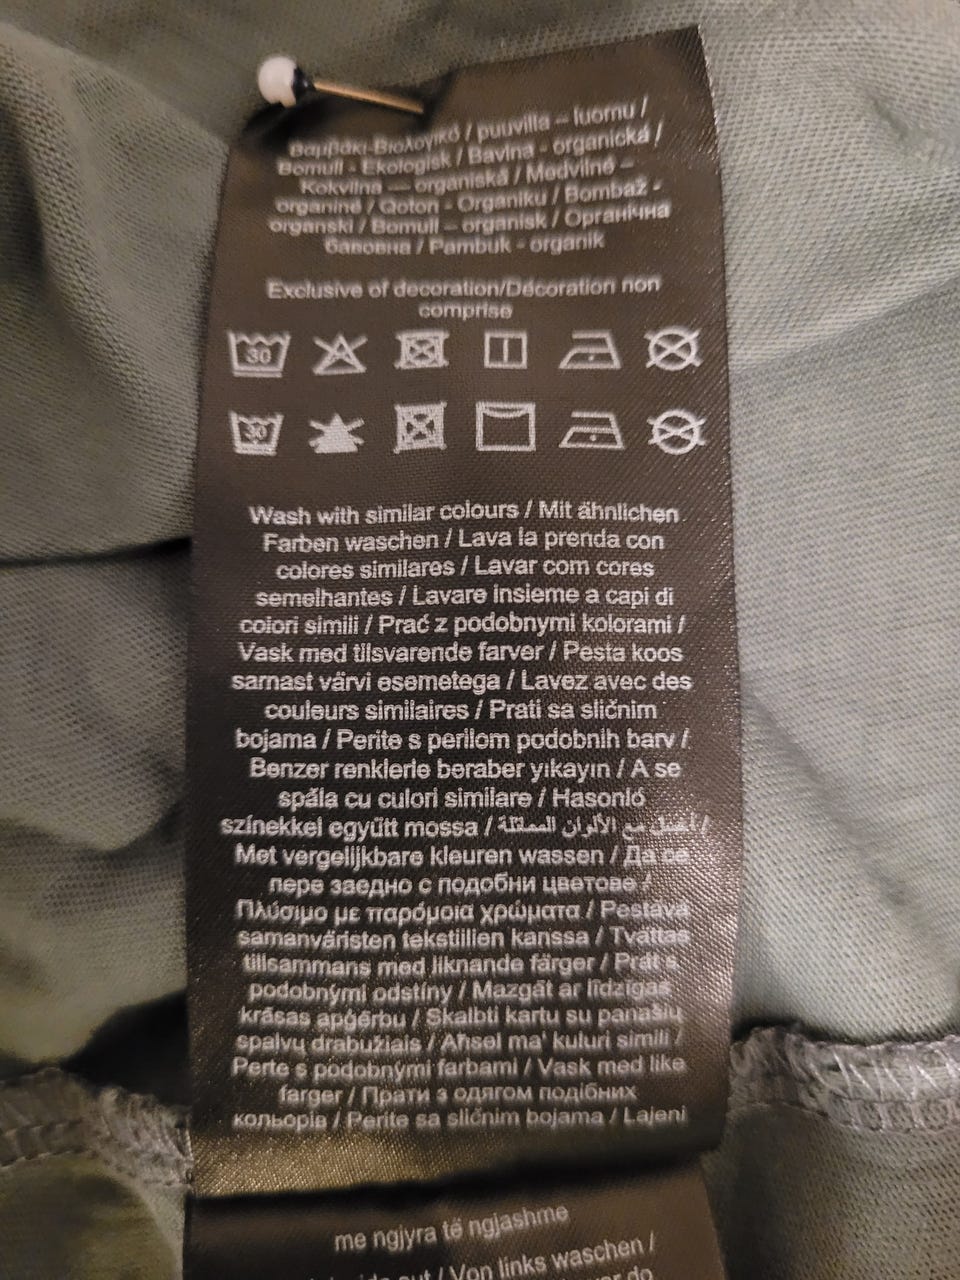 Βαμβάκι-Βιολογικό / puuvilla – luomu /
Bomull - Ekologisk / Bavlna - organická /
Kokvilna — organiskā / Medvilnė –
organinė / Qoton - Organiku / Bombaž -
organski / Bomull – organisk / Органічна
бавовна / Pambuk - organik
Exclusive of decoration/Décoration non
comprise
30
30
Wash with similar colours / Mit ähnlichen
Farben waschen / Lava la prenda con
colores similares / Lavar com cores
semelhantes / Lavare insieme a capi di
colori simili / Prać z podobnymi kolorami /
Vask med tilsvarende farver / Pesta koos
samast värvi esemetega / Lavez avec des
couleurs similaires / Prati sa sličnim
bojama / Perite s perilom podobnih barv /
Benzer renklerle beraber yıkayın / A se
spăla cu culori similare / Hasonló
színekkel együtt mossa / اغسل مع الألوان المماثلة /
Met vergelijkbare kleuren wassen / Да се
пере заедно с подобни цветове /
Πλύσιμο με παρόμοια χρώματα / Pestävä
samanväristen tekstiilien kanssa / Tvättas
tillsammans med liknande färger / Prát s
podobnými odstíny / Mazgāt ar līdzīgas
krāsas apģērbu / Skalbti kartu su panašių
spalvų drabužiais / Aħsel ma' kuluri simili /
Perte s podobnými farbami / Vask med like
farger / Прати з одягом подібних
кольорів / Perite sa sličnim bojama / Lajeni
me ngjyra të ngjashme
out / Von links waschen /